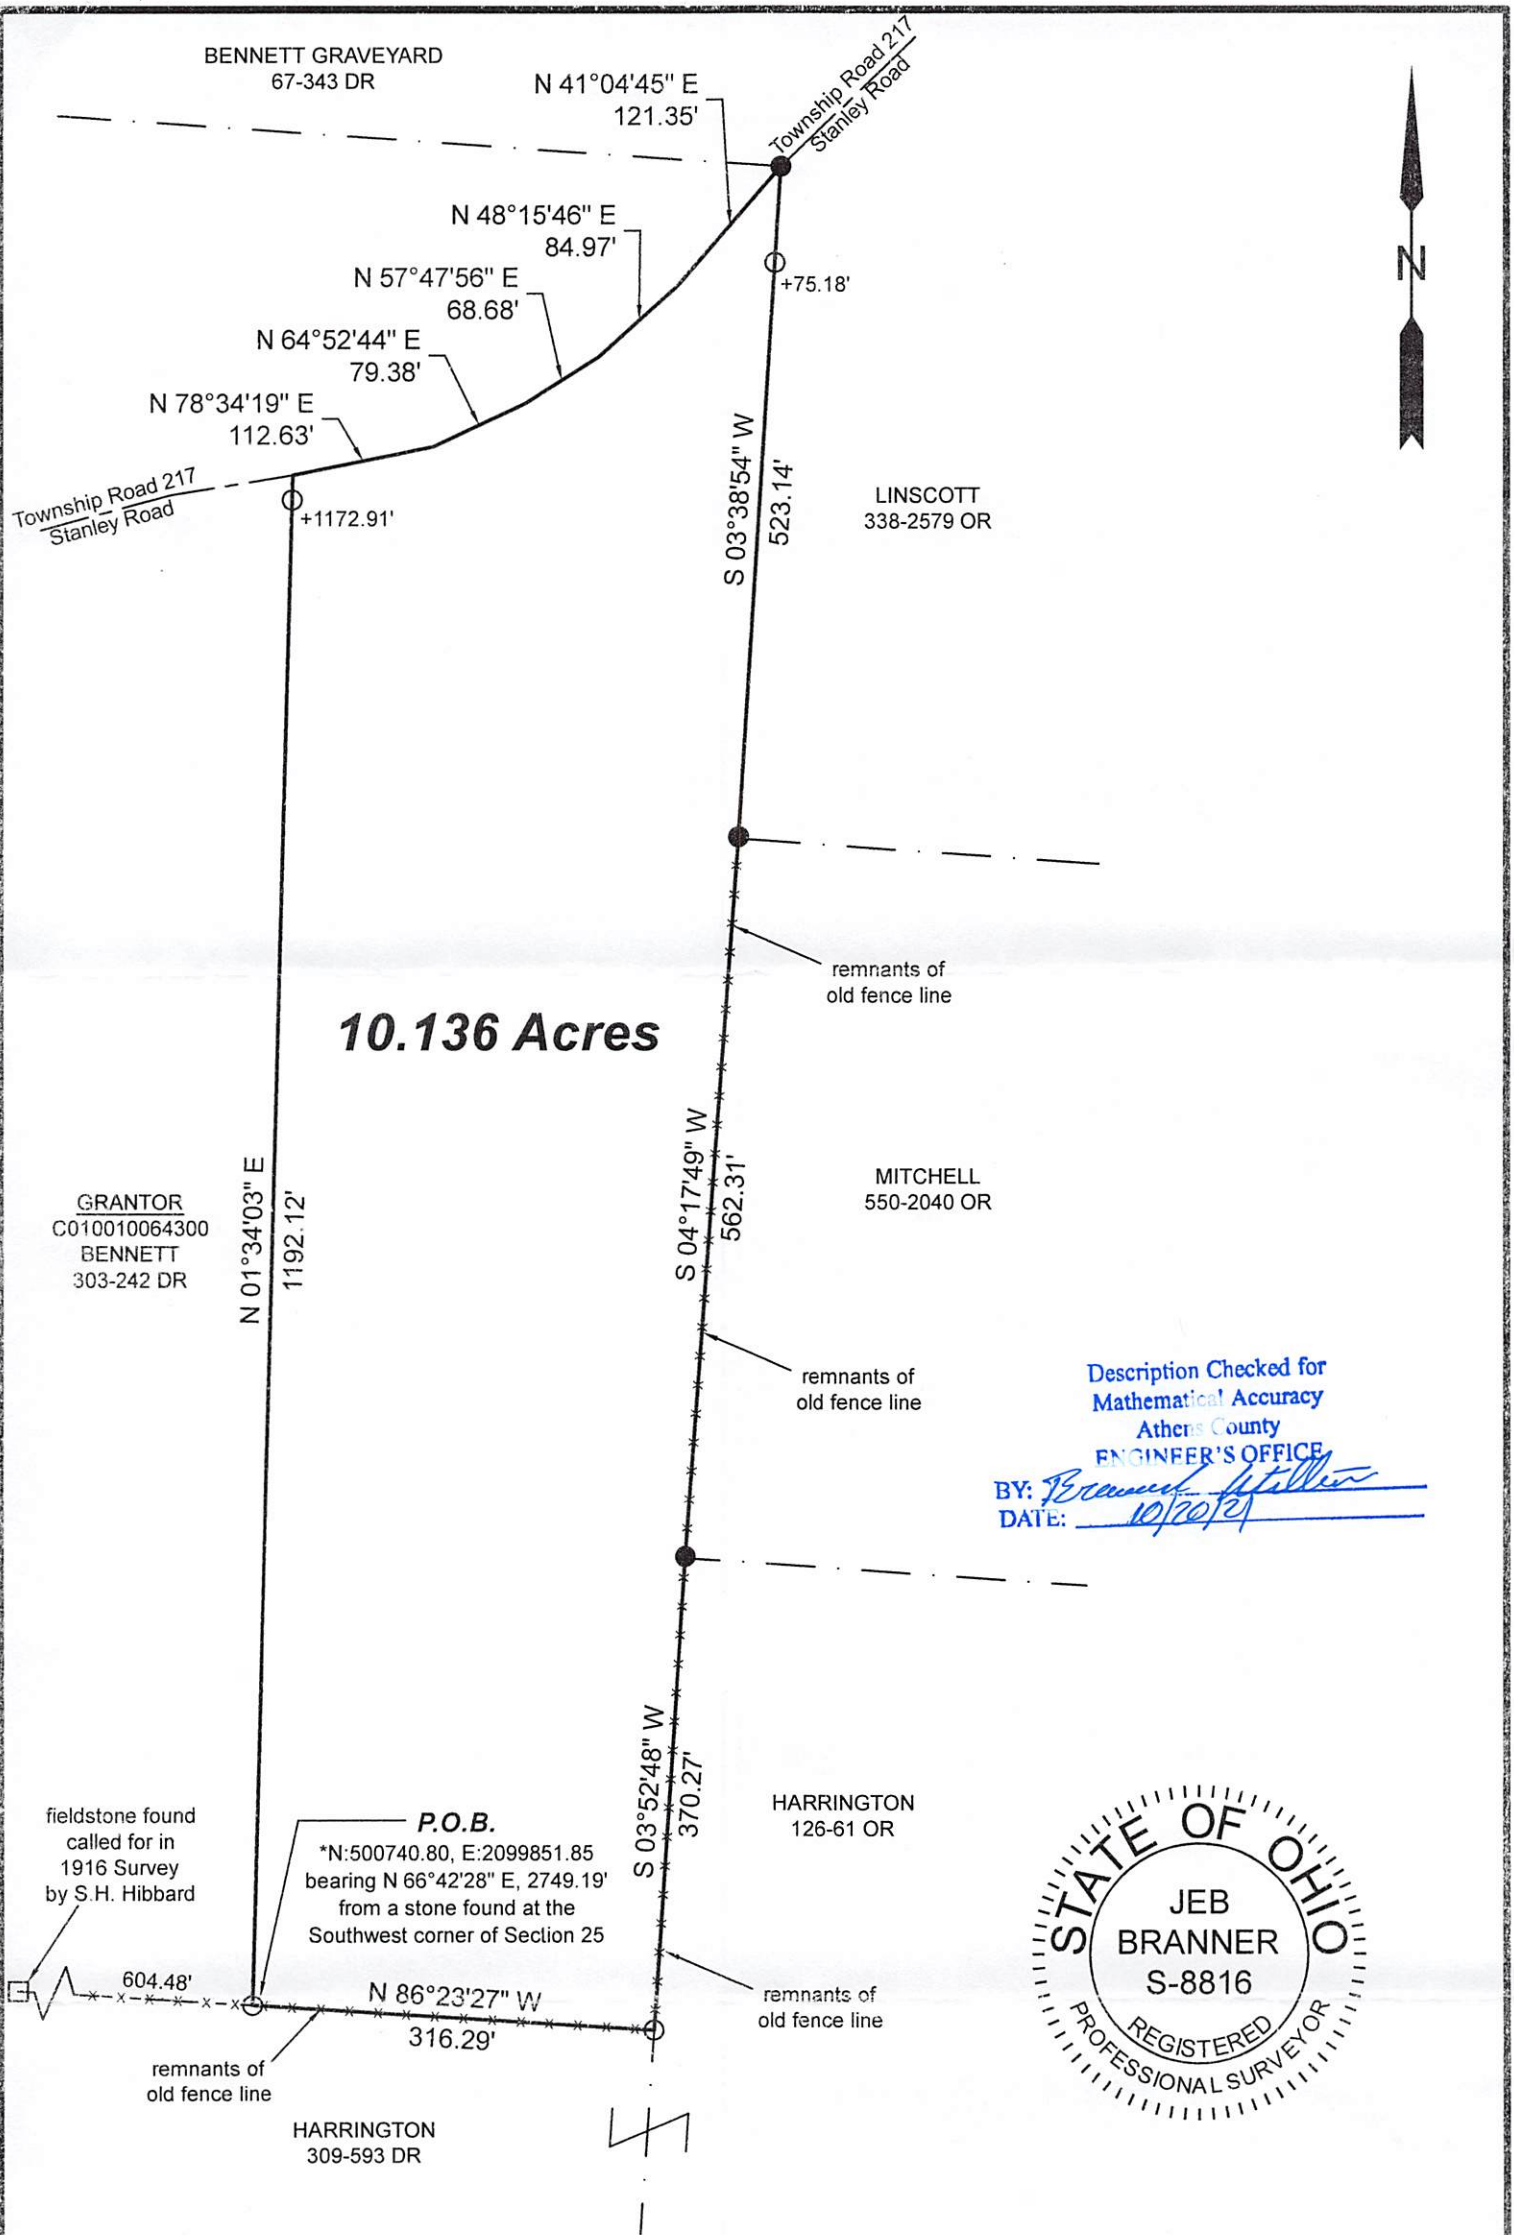 BENNETT GRAVEYARD
67-343 DR
N 41°04'45" E
121.35'
Township Road 217
Stanley Road
N 48°15'46" E
84.97'
+75.18'
N 57°47'56" E
68.68'
N 64°52'44" E
79.38'
N 78°34'19" E
112.63'
Township Road 217
Stanley Road
+1172.91'
N
S 03°38'54" W
523.14'
LINSCOTT
338-2579 OR
remnants of
old fence line
10.136 Acres
N 01°34'03" E
1192.12'
S 04°17'49" W
562.31'
MITCHELL
550-2040 OR
GRANTOR
C010010064300
BENNETT
303-242 DR
remnants of
old fence line
Description Checked for
Mathematical Accuracy
Athens County
ENGINEER'S OFFICE
BY:
DATE: 10/20/21
S 03°52'48" W
370.27'
HARRINGTON
126-61 OR
fieldstone found
called for in
1916 Survey
by S.H. Hibbard
P.O.B.
*N:500740.80, E:2099851.85
bearing N 66°42'28" E, 2749.19'
from a stone found at the
Southwest corner of Section 25
604.48'
N 86°23'27" W
316.29'
remnants of
old fence line
remnants of
old fence line
HARRINGTON
309-593 DR
STATE OF OHIO
JEB
BRANNER
S-8816
REGISTERED
PROFESSIONAL SURVEYOR